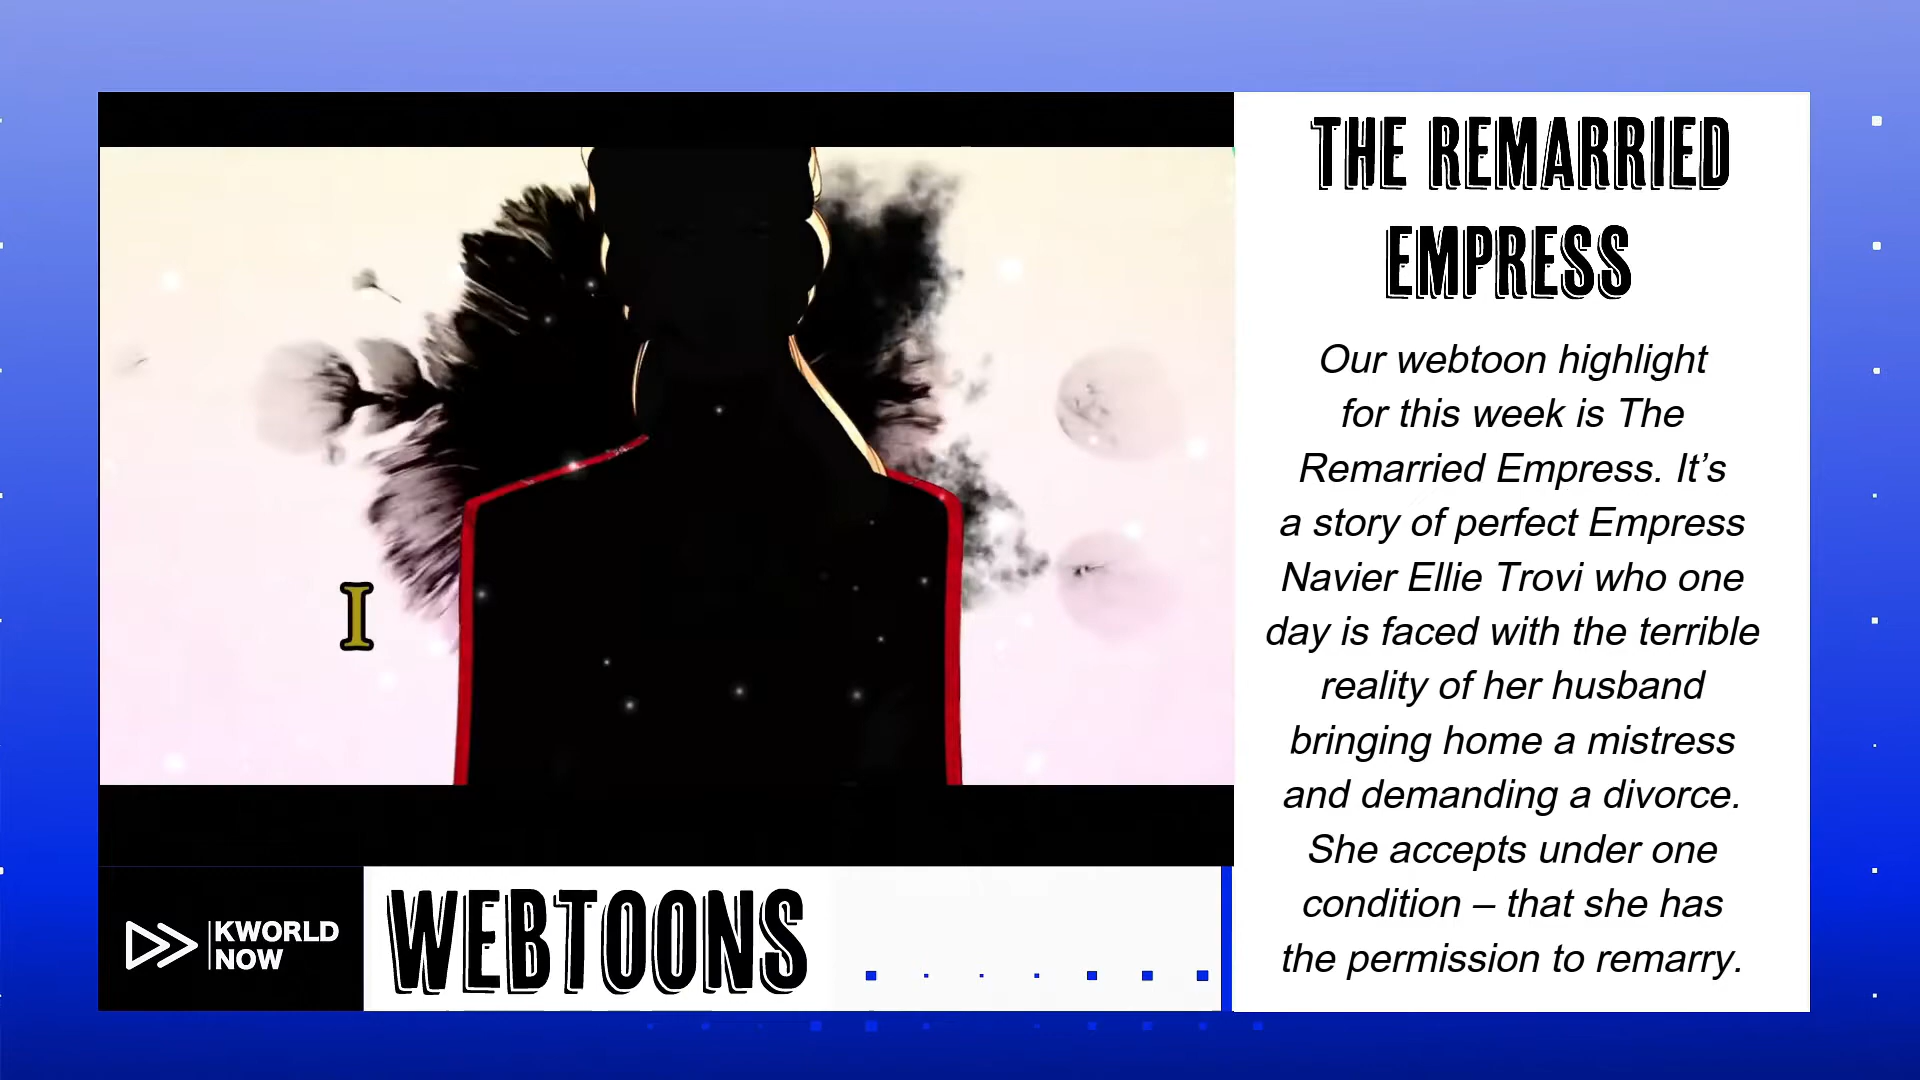 THE REMARRIED
EMPRESS
Our webtoon highlight
for this week is The
Remarried Empress. It’s
a story of perfect Empress
Navier Ellie Trovi who one
day is faced with the terrible
reality of her husband
bringing home a mistress
and demanding a divorce.
She accepts under one
condition – that she has
the permission to remarry.
I
KWORLD
NOW
WEBTOONS